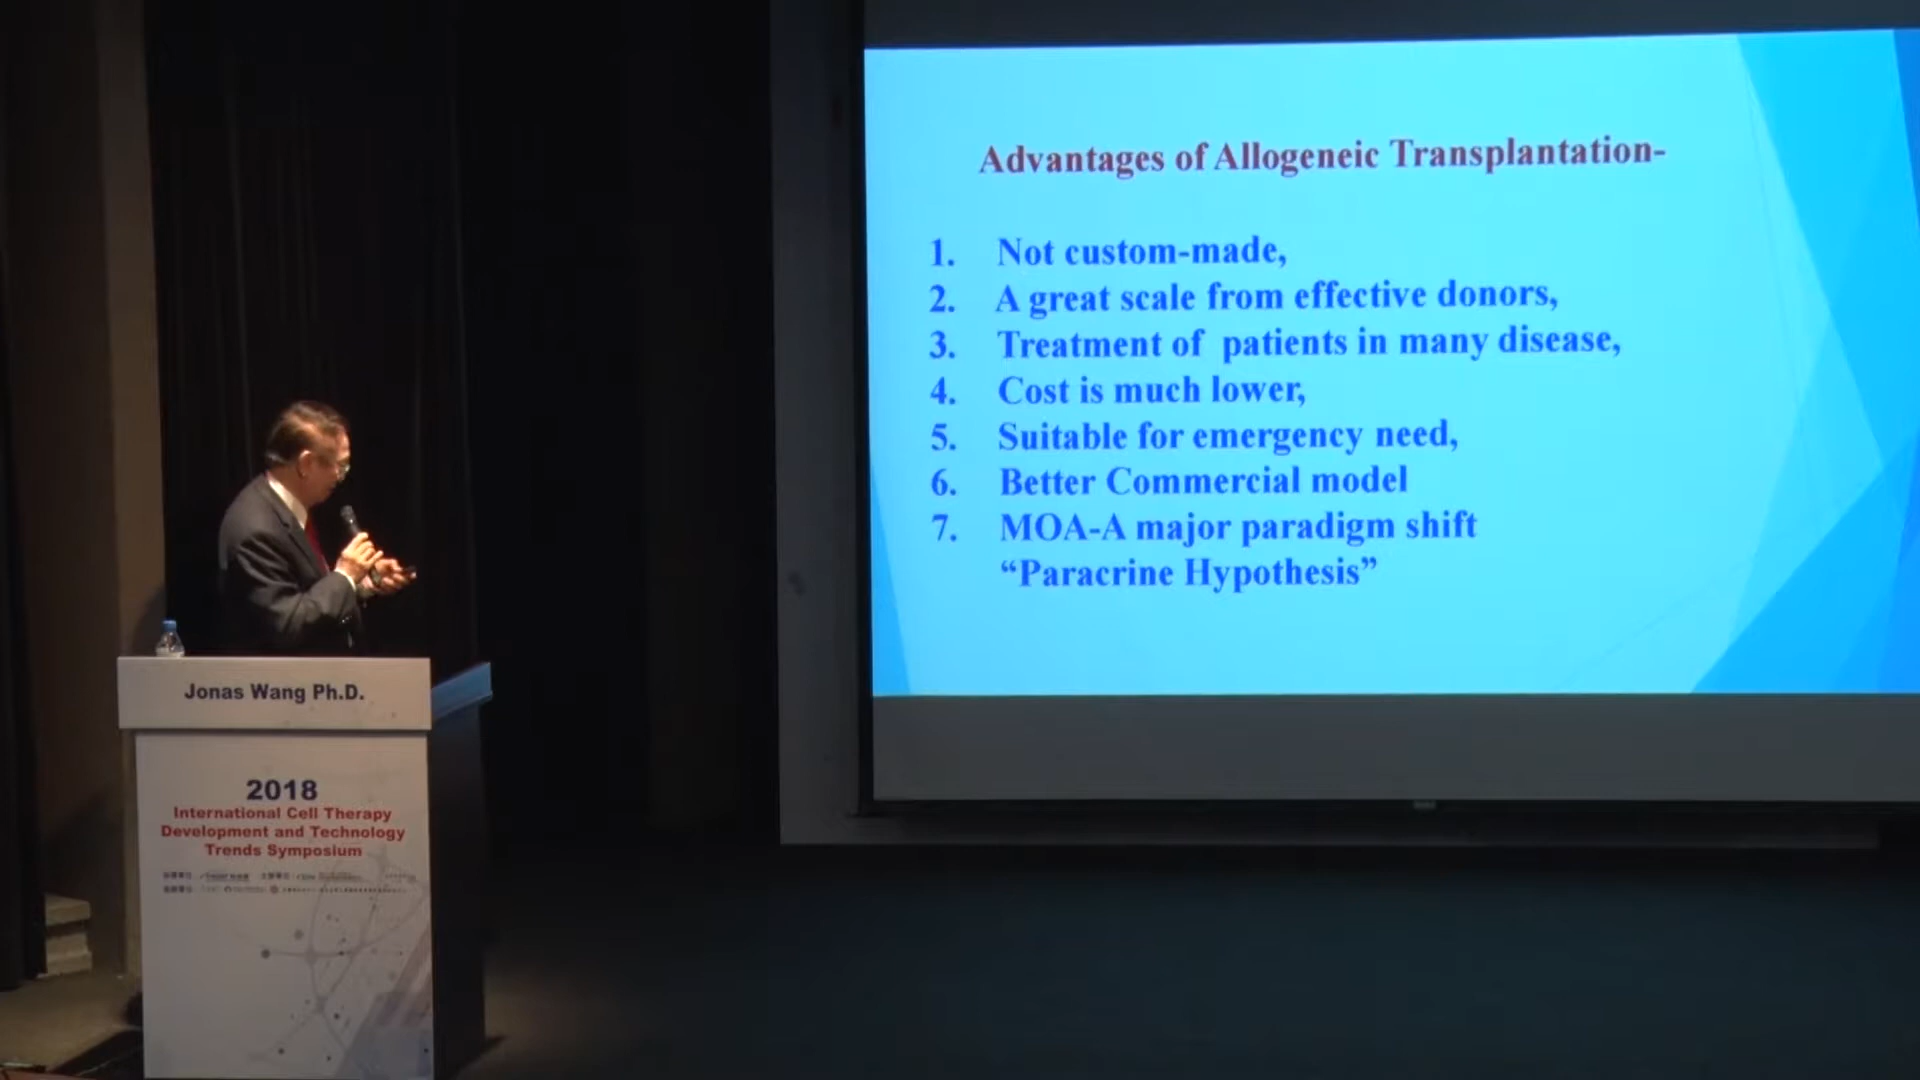 Advantages of Allogeneic Transplantation-
1. Not custom-made,
2. A great scale from effective donors,
3. Treatment of patients in many disease,
4. Cost is much lower,
5. Suitable for emergency need,
6. Better Commercial model
7. MOA-A major paradigm shift
“Paracrine Hypothesis”
Jonas Wang Ph.D.
2018
International Cell Therapy
Development and Technology
Trends Symposium